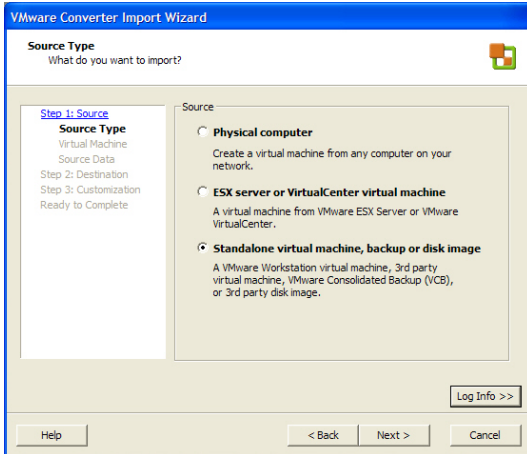 VMware Converter Import Wizard
Source Type
What do you want to import?
Step 1: Source
Source Type
Virtual Machine
Source Data
Step 2: Destination
Step 3: Customization
Ready to Complete
Source
Physical computer
Create a virtual machine from any computer on your
network.
ESX server or VirtualCenter virtual machine
A virtual machine from VMware ESX Server or VMware
VirtualCenter.
Standalone virtual machine, backup or disk image
A VMware Workstation virtual machine, 3rd party
virtual machine, VMware Consolidated Backup (VCB),
or 3rd party disk image.
Log Info >>
Help
< Back
Next >
Cancel